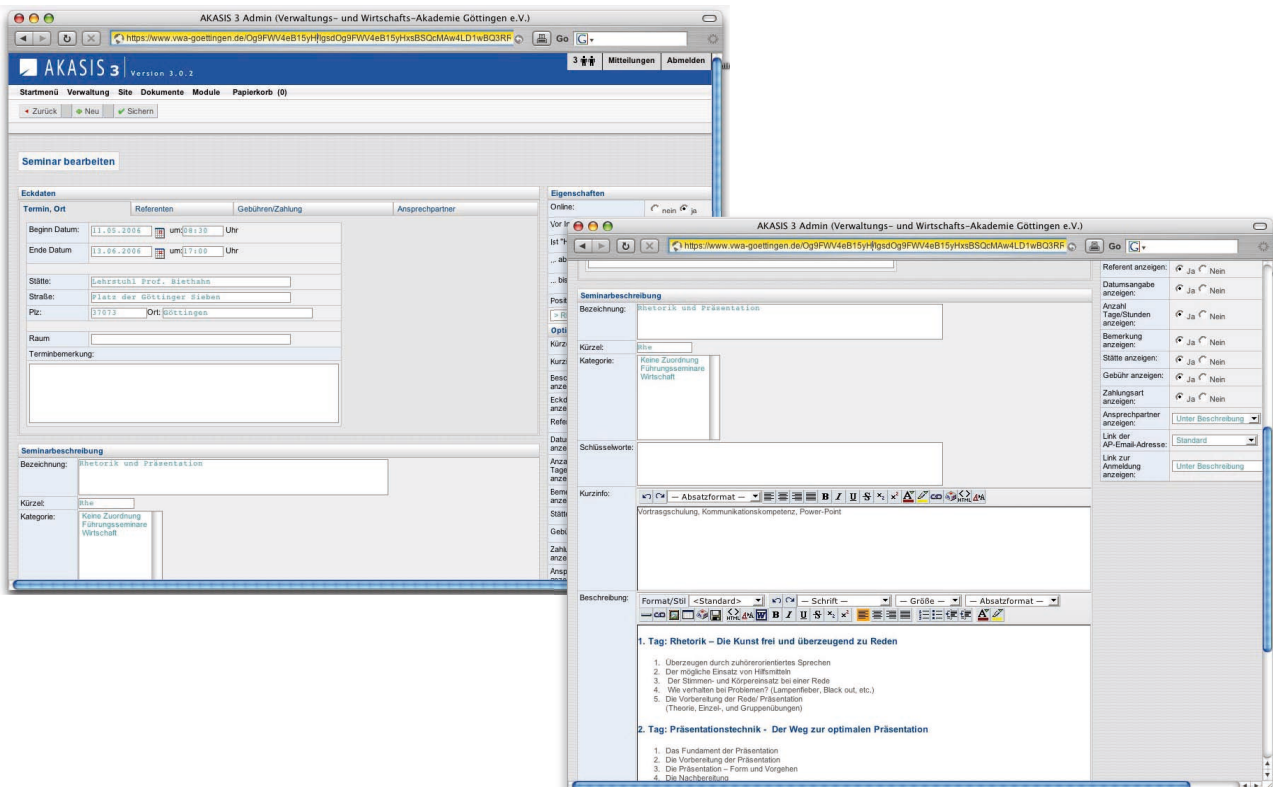 AKASIS 3 Admin (Verwaltungs- und Wirtschafts-Akademie Göttingen e.V.)
Go
AKASIS 3 Version 3.0.2
3 Mitteilungen Abmelden
Startmenü Verwaltung Site Dokumente Module Papierkorb (0)
Zurück Neu Sichern
Seminar bearbeiten
Eckdaten
Termin, Ort Referenten Gebühren/Zahlung Ansprechpartner
Beginn Datum: 11.05.2006 um: 08:30 Uhr
Ende Datum 13.06.2006 um: 17:00 Uhr
Stätte: Lehrstuhl Prof. Biethahn
Straße: Platz der Göttinger Sieben
Plz: 37073 Ort: Göttingen
Raum
Terminbemerkung:
Seminarbeschreibung
Bezeichnung: Rhetorik und Präsentation
Kürzel: Rhe
Kategorie: Keine Zuordnung
Führungsseminare
Wirtschaft
Eigenschaften
Online: nein ja
AKASIS 3 Admin (Verwaltungs- und Wirtschafts-Akademie Göttingen e.V.)
Go
Seminarbeschreibung
Bezeichnung: Rhetorik und Präsentation
Kürzel: Rhe
Kategorie: Keine Zuordnung
Führungsseminare
Wirtschaft
Schlüsselworte:
Kurzinfo: — Absatzformat —
Vortrasgschulung, Kommunikationskompetenz, Power-Point
Beschreibung: Format/Stil <Standard> — Schrift — — Größe — — Absatzformat —
1. Tag: Rhetorik – Die Kunst frei und überzeugend zu Reden
1. Überzeugen durch zuhörerorientiertes Sprechen
2. Der mögliche Einsatz von Hilfsmitteln
3. Der Stimmen- und Körpereinsatz bei einer Rede
4. Wie verhalten bei Problemen? (Lampenfieber, Black out, etc.)
5. Die Vorbereitung der Rede/ Präsentation
(Theorie, Einzel-, und Gruppenübungen)
2. Tag: Präsentationstechnik - Der Weg zur optimalen Präsentation
1. Das Fundament der Präsentation
2. Die Vorbereitung der Präsentation
3. Die Präsentation – Form und Vorgehen
4. Die Nachbereitung
Referent anzeigen: Ja Nein
Datumsangabe
anzeigen: Ja Nein
Anzahl
Tage/Stunden
anzeigen: Ja Nein
Bemerkung
anzeigen: Ja Nein
Stätte anzeigen: Ja Nein
Gebühr anzeigen: Ja Nein
Zahlungsart
anzeigen: Ja Nein
Ansprechpartner
anzeigen: Unter Beschreibung
Link der
AP-Email-Adresse: Standard
Link zur
Anmeldung
anzeigen: Unter Beschreibung